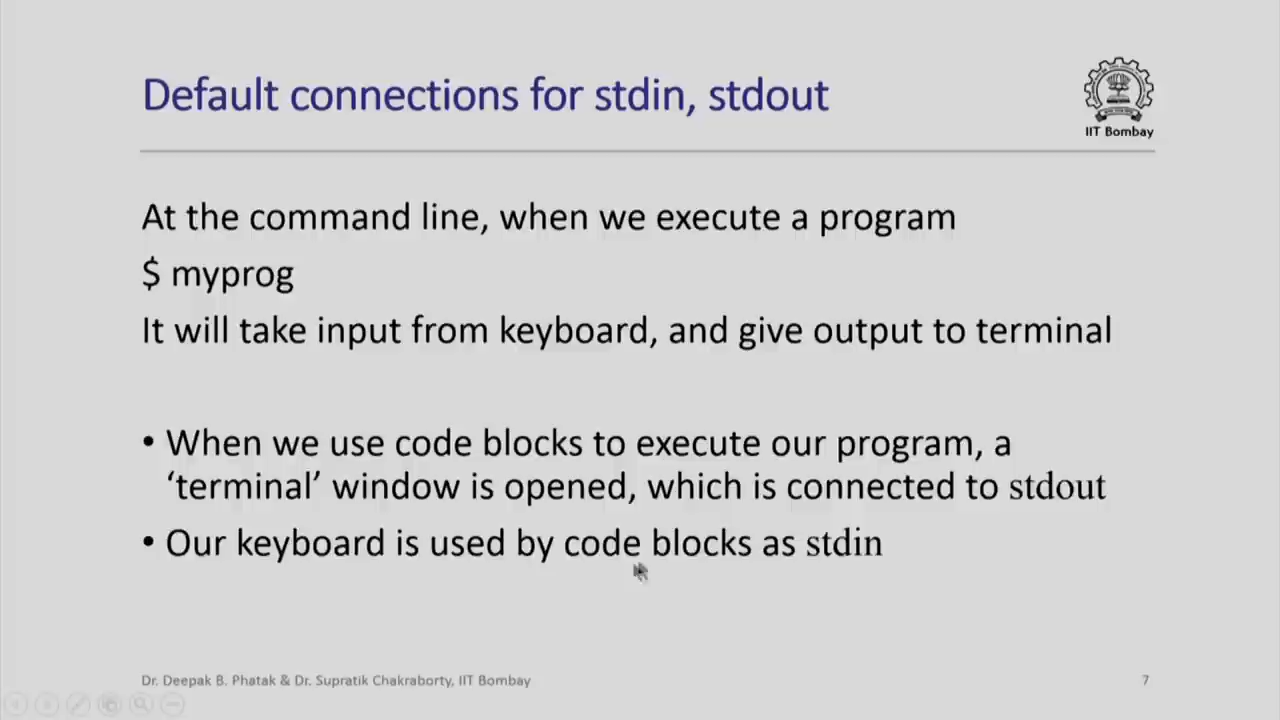 Default connections for stdin, stdout
IIT Bombay
At the command line, when we execute a program
$ myprog
It will take input from keyboard, and give output to terminal
• When we use code blocks to execute our program, a
‘terminal’ window is opened, which is connected to stdout
• Our keyboard is used by code blocks as stdin
Dr. Deepak B. Phatak & Dr. Supratik Chakraborty, IIT Bombay
7